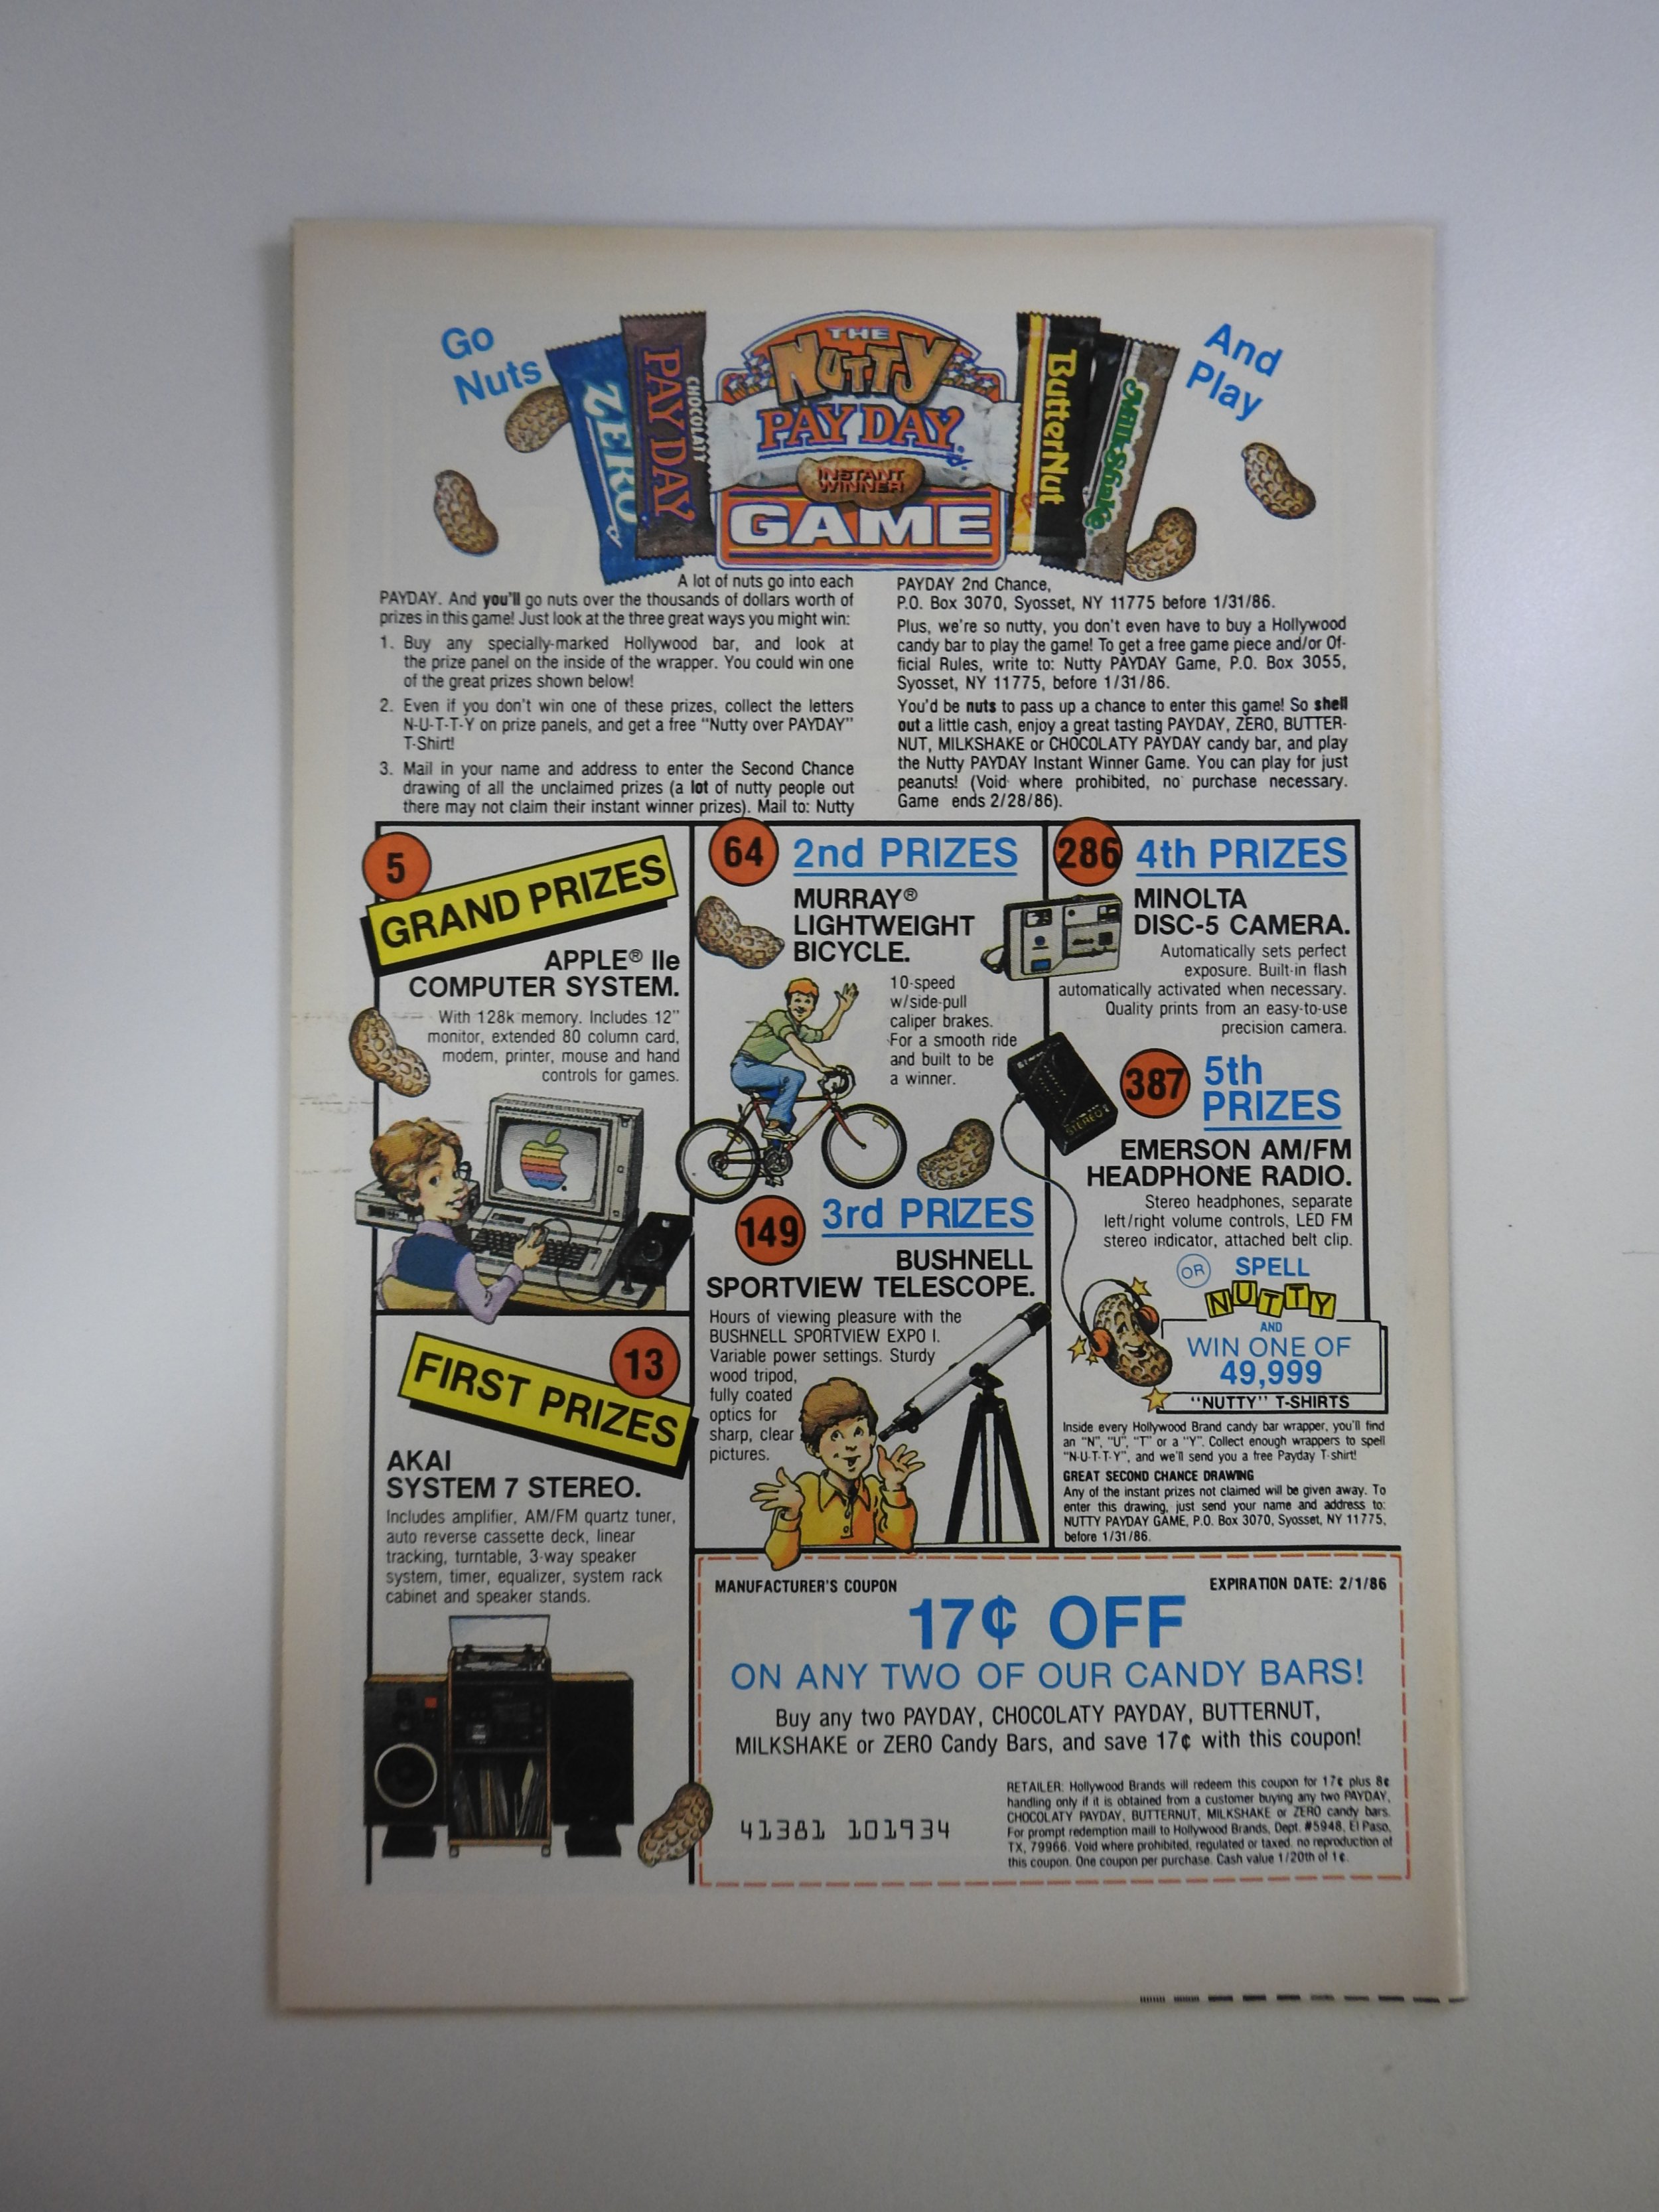 Go
Nuts
And
Play
ZERO
CHOCOLATY
PAYDAY
THE
NUTTY
PAYDAY
INSTANT
WINNER
GAME
ButterNut
Milk Shake
A lot of nuts go into each
PAYDAY. And you'll go nuts over the thousands of dollars worth of
prizes in this game! Just look at the three great ways you might win:
1. Buy any specially-marked Hollywood bar, and look at
the prize panel on the inside of the wrapper. You could win one
of the great prizes shown below!
2. Even if you don't win one of these prizes, collect the letters
N-U-T-T-Y on prize panels, and get a free "Nutty over PAYDAY"
T-Shirt!
3. Mail in your name and address to enter the Second Chance
drawing of all the unclaimed prizes (a lot of nutty people out
there may not claim their instant winner prizes). Mail to: Nutty
PAYDAY 2nd Chance,
P.O. Box 3070, Syosset, NY 11775 before 1/31/86.
Plus, we're so nutty, you don't even have to buy a Hollywood
candy bar to play the game! To get a free game piece and/or Of-
ficial Rules, write to: Nutty PAYDAY Game, P.O. Box 3055,
Syosset, NY 11775, before 1/31/86.
You'd be nuts to pass up a chance to enter this game! So shell
out a little cash, enjoy a great tasting PAYDAY, ZERO, BUTTER-
NUT, MILKSHAKE or CHOCOLATY PAYDAY candy bar, and play
the Nutty PAYDAY Instant Winner Game. You can play for just
peanuts! (Void where prohibited, no purchase necessary.
Game ends 2/28/86).
5
GRAND PRIZES
APPLE® IIe
COMPUTER SYSTEM.
With 128k memory. Includes 12"
monitor, extended 80 column card,
modem, printer, mouse and hand
controls for games.
13
FIRST PRIZES
AKAI
SYSTEM 7 STEREO.
Includes amplifier, AM/FM quartz tuner,
auto reverse cassette deck, linear
tracking, turntable, 3-way speaker
system, timer, equalizer, system rack
cabinet and speaker stands.
64
2nd PRIZES
MURRAY®
LIGHTWEIGHT
BICYCLE.
10-speed
w/side-pull
caliper brakes.
For a smooth ride
and built to be
a winner.
149
3rd PRIZES
BUSHNELL
SPORTVIEW TELESCOPE.
Hours of viewing pleasure with the
BUSHNELL SPORTVIEW EXPO I.
Variable power settings. Sturdy
wood tripod,
fully coated
optics for
sharp, clear
pictures.
286
4th PRIZES
MINOLTA
DISC-5 CAMERA.
Automatically sets perfect
exposure. Built-in flash
automatically activated when necessary.
Quality prints from an easy-to-use
precision camera.
387
5th
PRIZES
STEREO
EMERSON AM/FM
HEADPHONE RADIO.
Stereo headphones, separate
left/right volume controls, LED FM
stereo indicator, attached belt clip.
OR SPELL
NUTTY
AND
WIN ONE OF
49,999
"NUTTY" T-SHIRTS
Inside every Hollywood Brand candy bar wrapper, you'll find
an "N", "U", "T" or a "Y". Collect enough wrappers to spell
"N-U-T-T-Y", and we'll send you a free Payday T-shirt!
GREAT SECOND CHANCE DRAWING
Any of the instant prizes not claimed will be given away. To
enter this drawing, just send your name and address to:
NUTTY PAYDAY GAME, P.O. Box 3070, Syosset, NY 11775,
before 1/31/86.
MANUFACTURER'S COUPON
EXPIRATION DATE: 2/1/86
17¢ OFF
ON ANY TWO OF OUR CANDY BARS!
Buy any two PAYDAY, CHOCOLATY PAYDAY, BUTTERNUT,
MILKSHAKE or ZERO Candy Bars, and save 17¢ with this coupon!
41381 101934
RETAILER: Hollywood Brands will redeem this coupon for 17¢ plus 8¢
handling only if it is obtained from a customer buying any two PAYDAY,
CHOCOLATY PAYDAY, BUTTERNUT, MILKSHAKE or ZERO candy bars.
For prompt redemption maill to Hollywood Brands, Dept. #5948, El Paso,
TX, 79966. Void where prohibited, regulated or taxed, no reproduction of
this coupon. One coupon per purchase. Cash value 1/20th of 1¢.